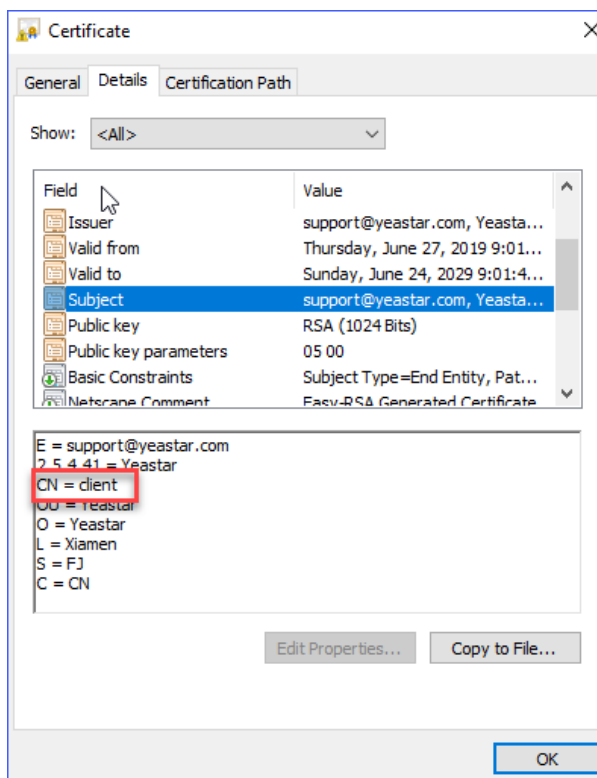 Certificate
General Details Certification Path
Show: <All>
Field Value
Issuer support@yeastar.com, Yeasta...
Valid from Thursday, June 27, 2019 9:01...
Valid to Sunday, June 24, 2029 9:01:4...
Subject support@yeastar.com, Yeasta...
Public key RSA (1024 Bits)
Public key parameters 05 00
Basic Constraints Subject Type=End Entity, Pat...
Netscape Comment Easy-RSA Generated Certificate
E = support@yeastar.com
2.5.4.41 = Yeastar
CN = client
OU = Yeastar
O = Yeastar
L = Xiamen
S = FJ
C = CN
Edit Properties... Copy to File...
OK